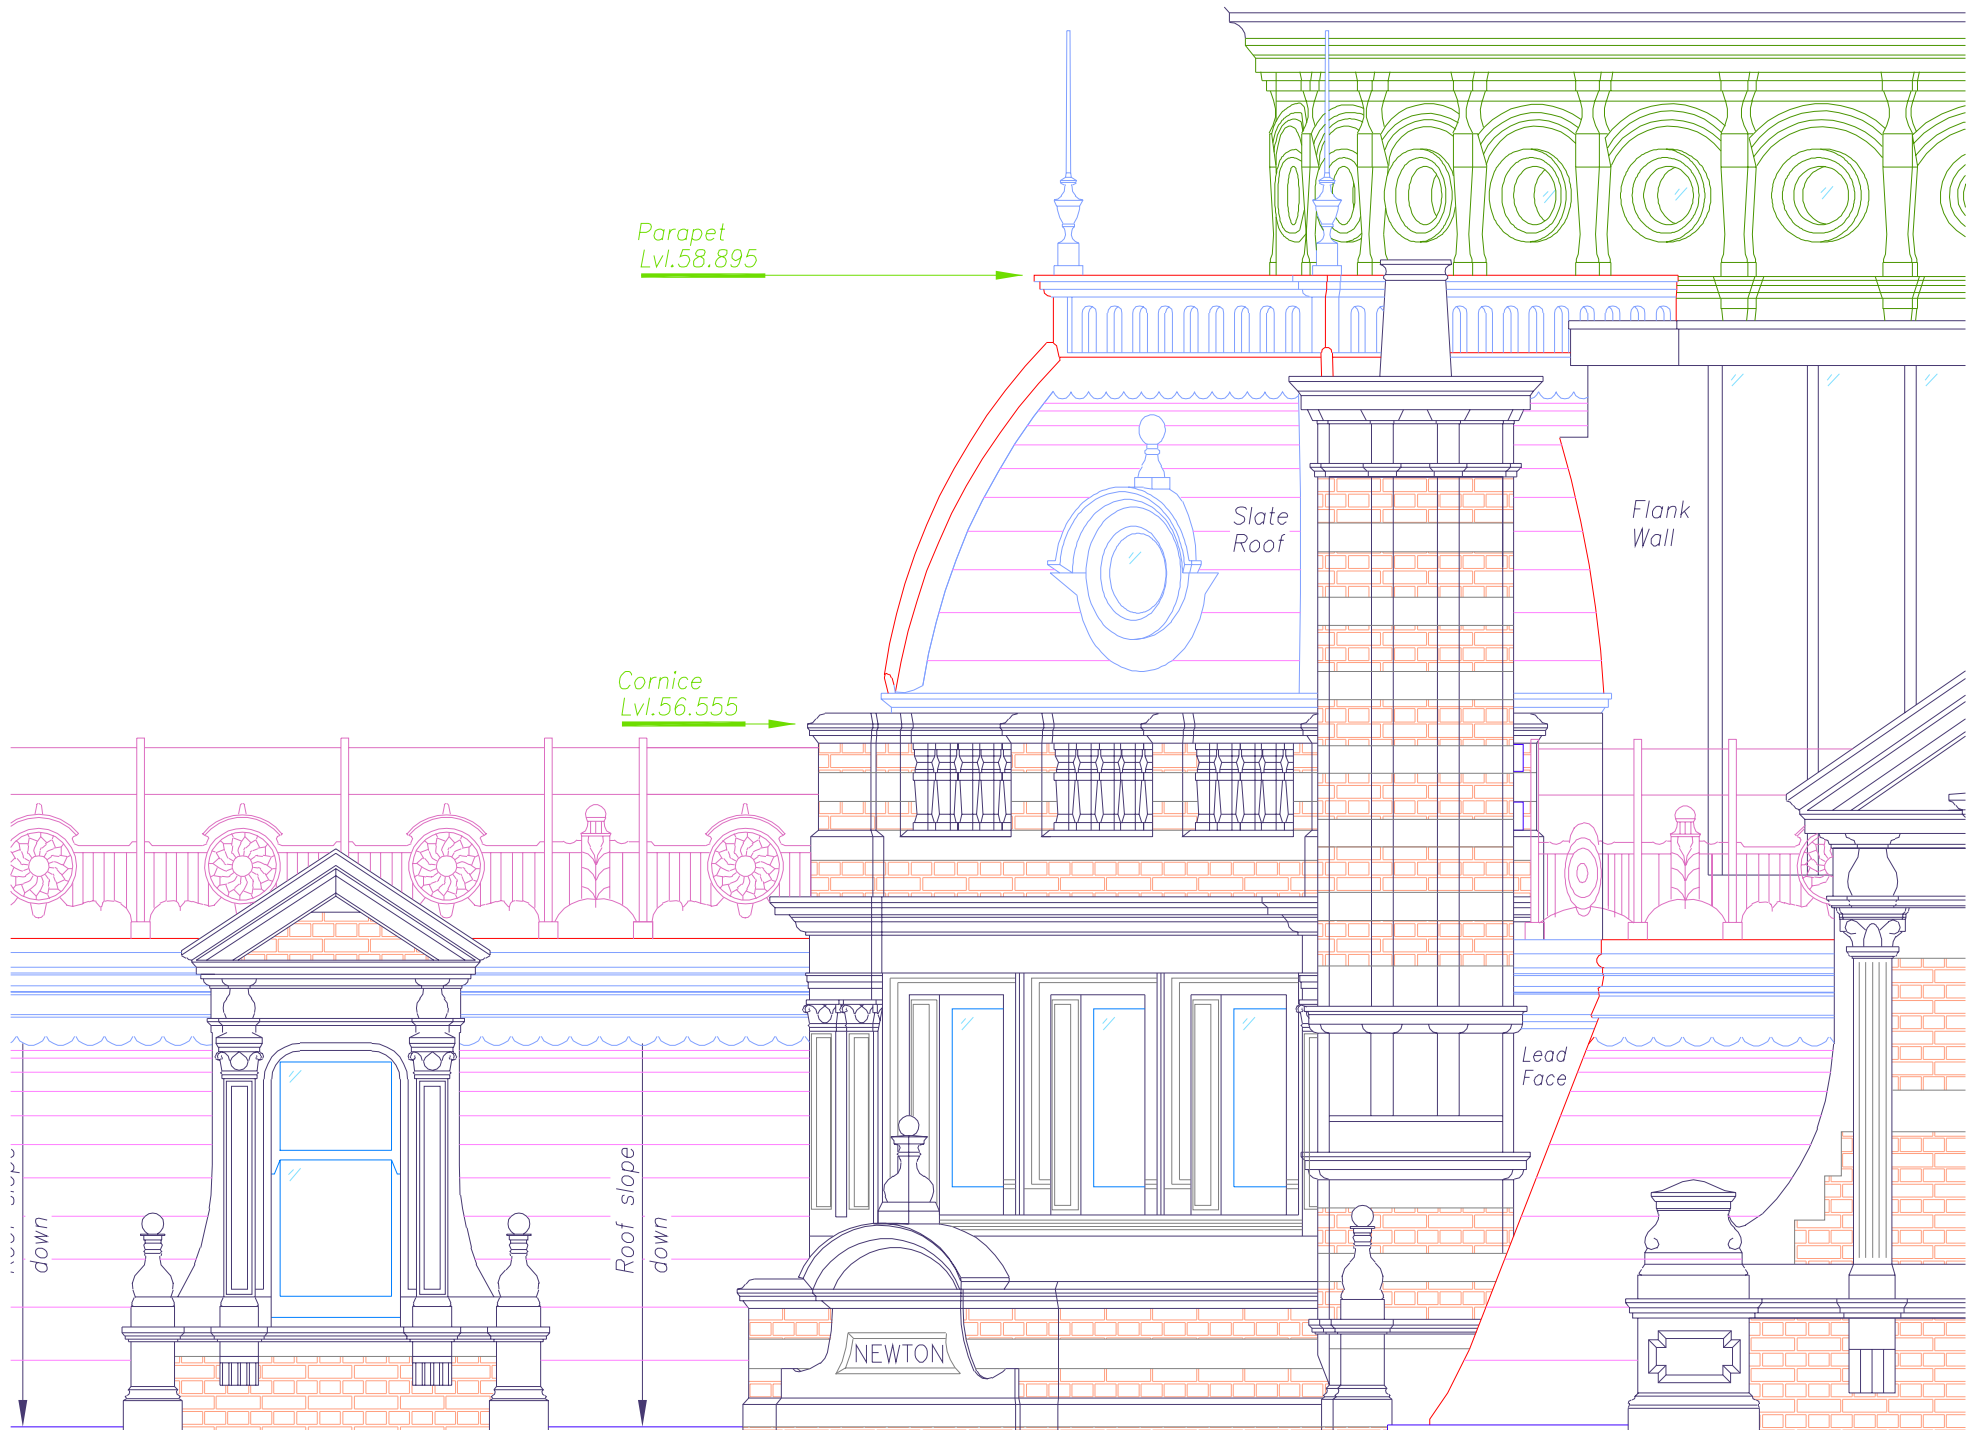 Parapet
Lvl.58.895
Slate
Roof
Flank
Wall
Cornice
Lvl.56.555
Lead
Face
Roof slope
down
slope
down
NEWTON